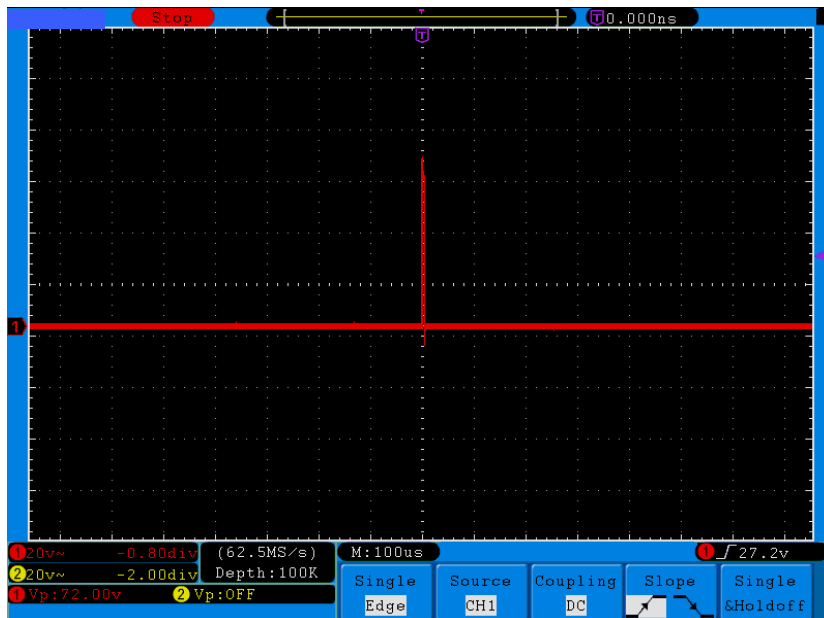 Stop T 0.000ns
T
1
1 20v~ -0.80div (62.5MS/s) M:100us 1 27.2v
2 20v~ -2.00div Depth:100K
1 Vp:72.00v 2 Vp:OFF
Single Source Coupling Slope Single
Edge CH1 DC &Holdoff